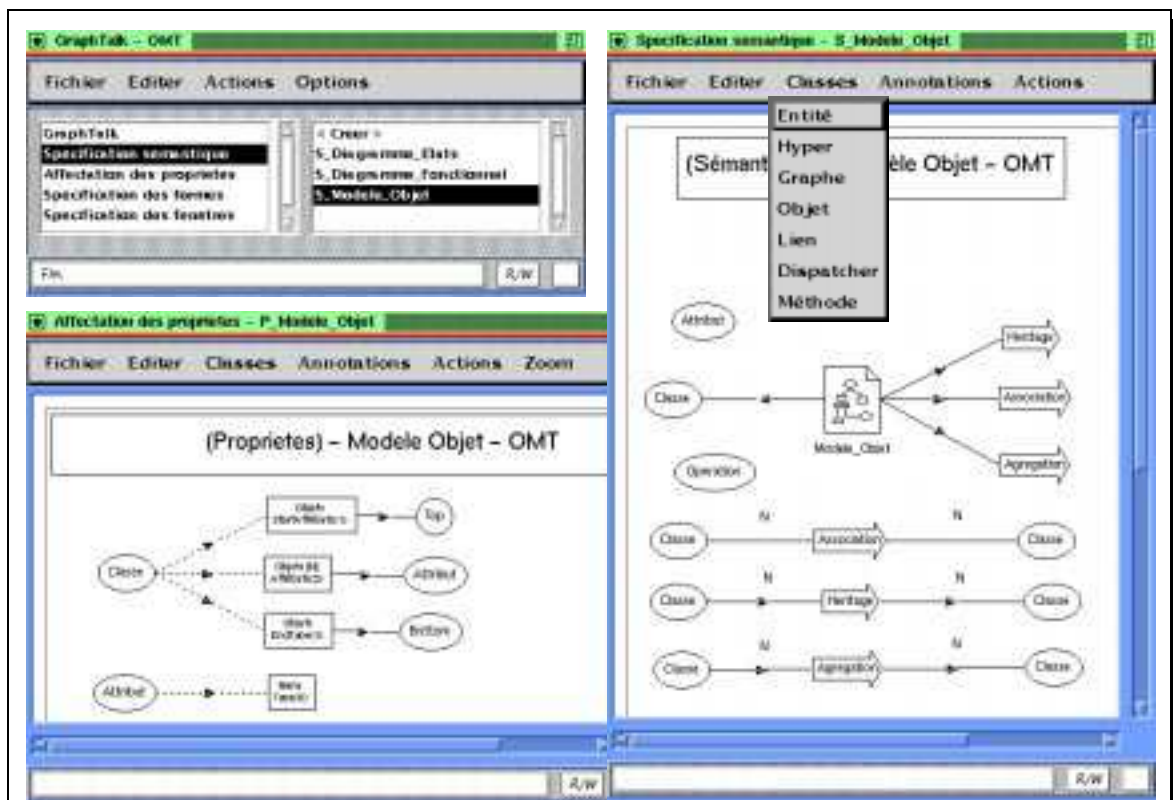 GraphTalk – OMT
Fichier Editer Actions Options
GraphTalk
Specification semantique
Affectation des proprietes
Specification des formes
Specification des fenetres
< Creer >
S_Diagramme_Etats
S_Diagramme_Fonctionnel
S_Modele_Objet
R/W
Affectation des proprietes – P_Modele_Objet
Fichier Editer Classes Annotations Actions Zoom
(Proprietes) – Modele Objet – OMT
Classe
Top
Attribut
Bottom
Attribut
R/W
Specification semantique – S_Modele_Objet
Fichier Editer Classes Annotations Actions
Entité
Hyper
Graphe
Objet
Lien
Dispatcher
Méthode
(Sémant èle Objet – OMT
Attribut
Heritage
Classe
Association
Modele_Objet
Operation
Agregation
N N
Classe Association Classe
N N
Classe Heritage Classe
N N
Classe Agregation Classe
R/W